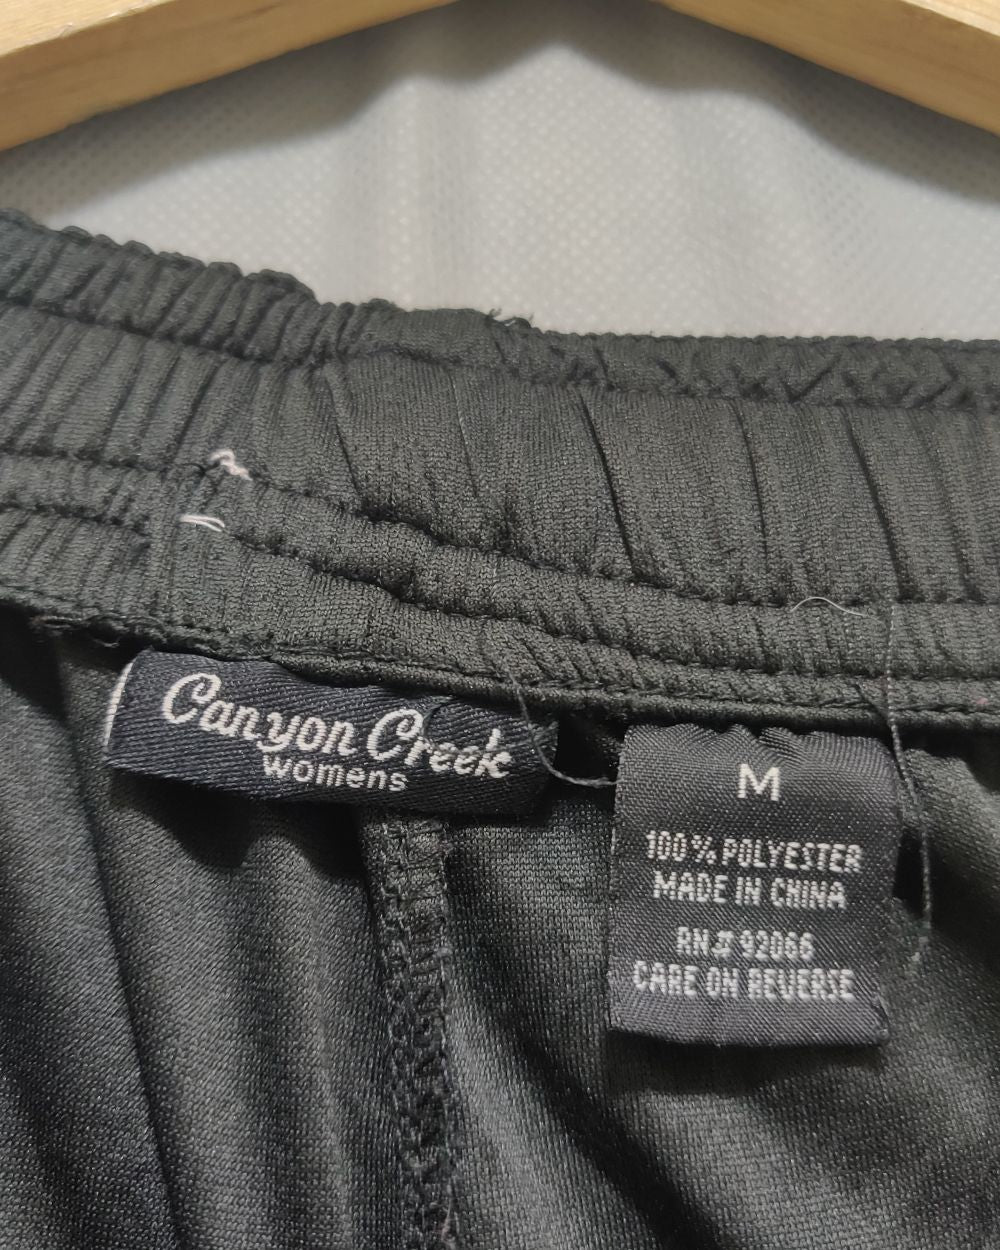 Canyon Creek
womens
M
100% POLYESTER
MADE IN CHINA
RN# 92066
CARE ON REVERSE